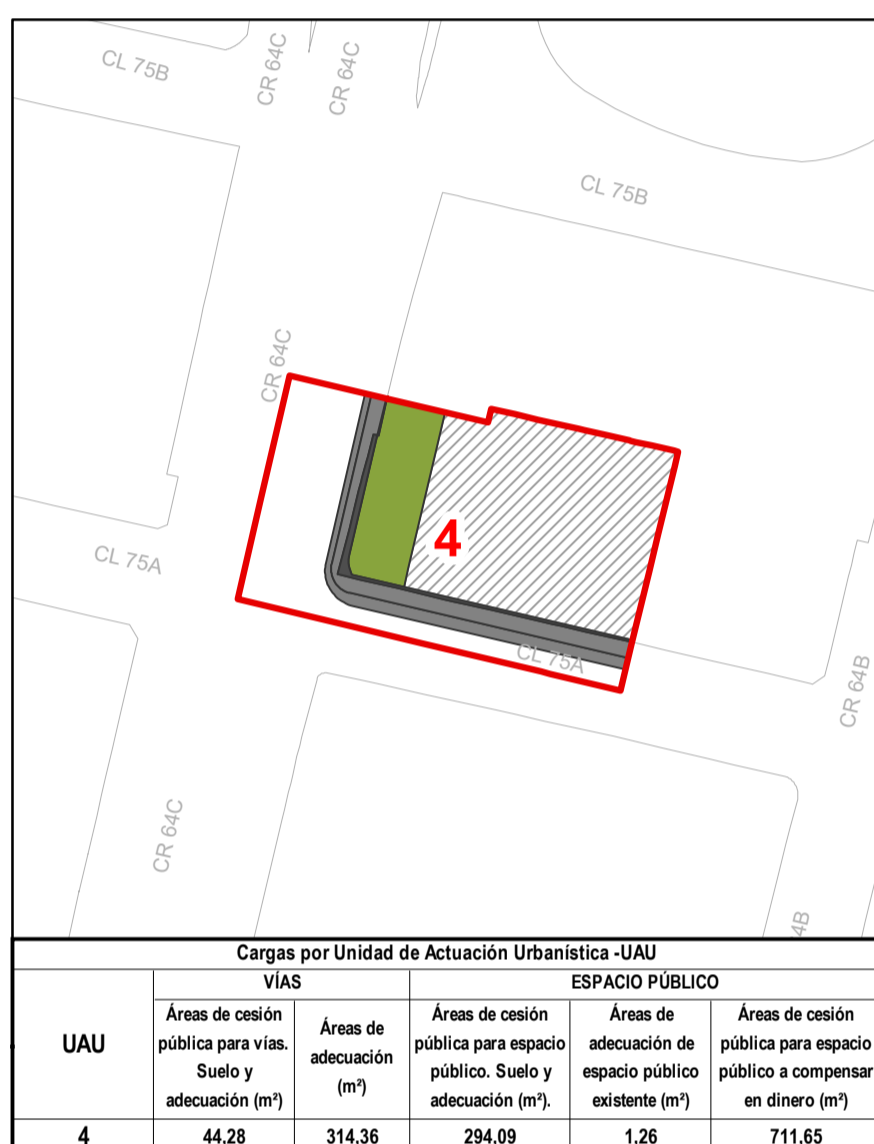 CL 75B
CR 64C
CR 64C
CL 75B
CR 64C
4
CL 75A
CL 75A
CR 64B
CR 64C
4B
Cargas por Unidad de Actuación Urbanística -UAU
UAU
VÍAS
ESPACIO PÚBLICO
Áreas de cesión
pública para vías.
Suelo y
adecuación (m²)
Áreas de
adecuación
(m²)
Áreas de cesión
pública para espacio
público. Suelo y
adecuación (m²).
Áreas de
adecuación de
espacio público
existente (m²)
Áreas de cesión
pública para espacio
público a compensar
en dinero (m²)
4 44,28 314,36 294,09 1,26 711,65